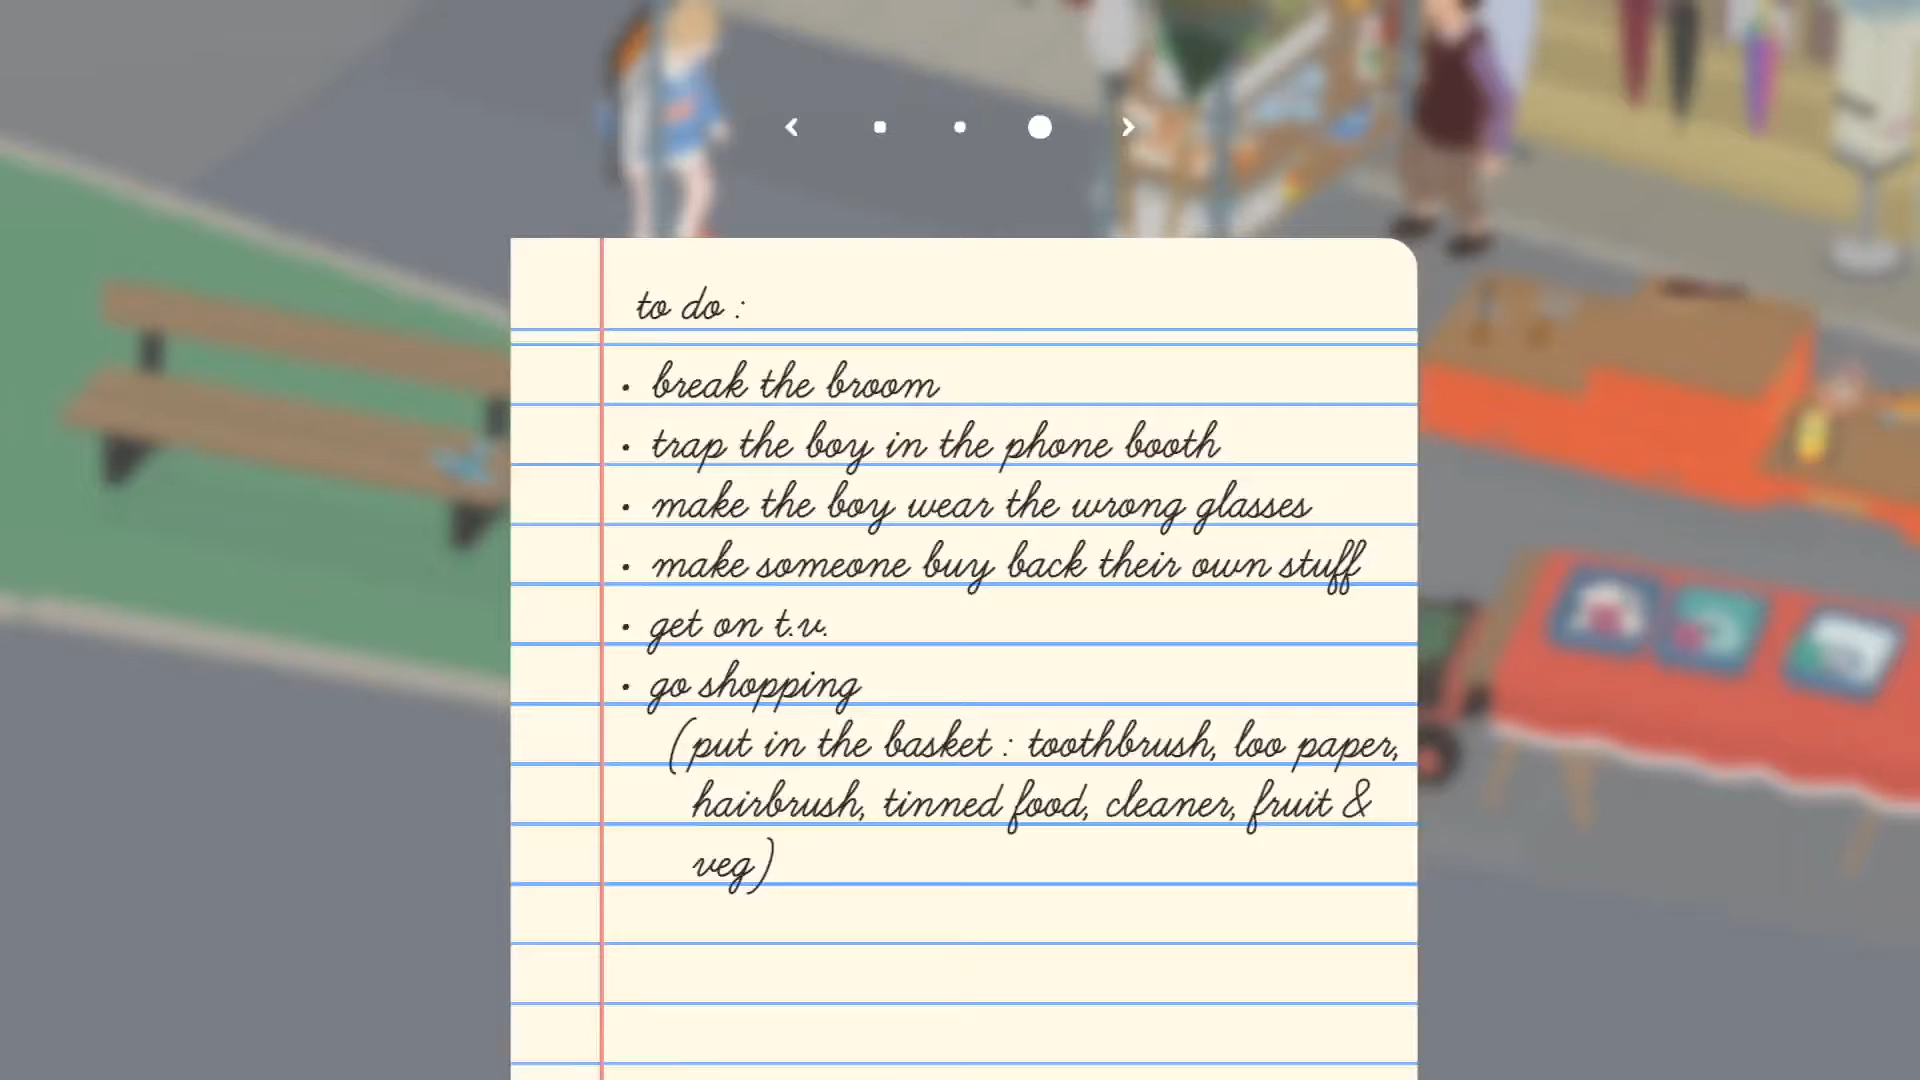 to do :
• break the broom
• trap the boy in the phone booth
• make the boy wear the wrong glasses
• make someone buy back their own stuff
• get on t.v.
• go shopping
(put in the basket : toothbrush, loo paper,
hairbrush, tinned food, cleaner, fruit &
veg)